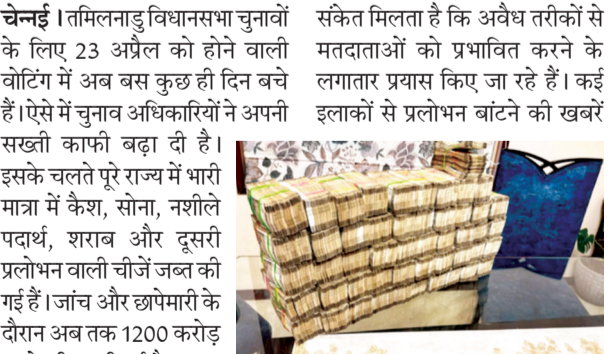 चेन्नई। तमिलनाडु विधानसभा चुनावों
के लिए 23 अप्रैल को होने वाली
वोटिंग में अब बस कुछ ही दिन बचे
हैं। ऐसे में चुनाव अधिकारियों ने अपनी
सख्ती काफी बढ़ा दी है।
इसके चलते पूरे राज्य में भारी
मात्रा में कैश, सोना, नशीले
पदार्थ, शराब और दूसरी
प्रलोभन वाली चीजें जब्त की
गई हैं। जांच और छापेमारी के
दौरान अब तक 1200 करोड़
संकेत मिलता है कि अवैध तरीकों से
मतदाताओं को प्रभावित करने के
लगातार प्रयास किए जा रहे हैं। कई
इलाकों से प्रलोभन बांटने की खबरें